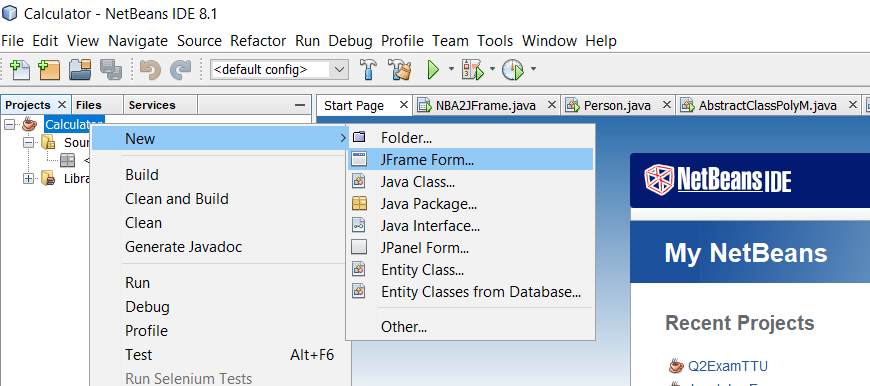 Calculator - NetBeans IDE 8.1
File Edit View Navigate Source Refactor Run Debug Profile Team Tools Window Help
<default config>
Projects Files Services
Start Page NBA2JFrame.java Person.java AbstractClassPolyM.java
Calculator
Sour
<
Libra
New
Build
Clean and Build
Clean
Generate Javadoc
Run
Debug
Profile
Test Alt+F6
Run Selenium Tests
Folder...
JFrame Form...
Java Class...
Java Package...
Java Interface...
JPanel Form...
Entity Class...
Entity Classes from Database...
Other...
NetBeans IDE
My NetBeans
Recent Projects
Q2ExamTTU